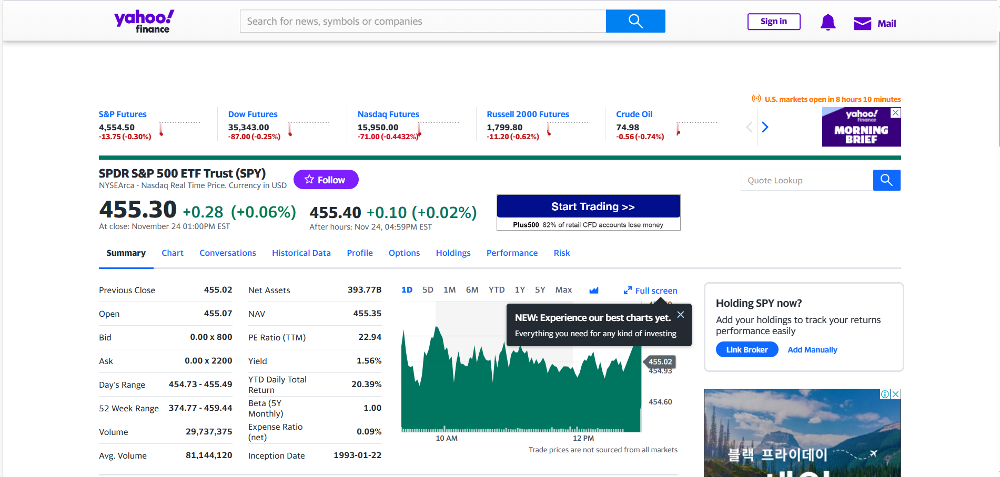 yahoo!
finance
Search for news, symbols or companies
Sign in
Mail
U.S. markets open in 8 hours 10 minutes
S&P Futures
4,554.50
-13.75 (-0.30%)
Dow Futures
35,343.00
-87.00 (-0.25%)
Nasdaq Futures
15,950.00
-71.00 (-0.4432%)
Russell 2000 Futures
1,799.80
-11.20 (-0.62%)
Crude Oil
74.98
-0.56 (-0.74%)
yahoo!
finance
MORNING
BRIEF
SPDR S&P 500 ETF Trust (SPY)
NYSEArca - Nasdaq Real Time Price. Currency in USD
Follow
Quote Lookup
455.30 +0.28 (+0.06%)
At close: November 24 01:00PM EST
455.40 +0.10 (+0.02%)
After hours: Nov 24, 04:59PM EST
Start Trading >>
Plus500 82% of retail CFD accounts lose money
Summary Chart Conversations Historical Data Profile Options Holdings Performance Risk
Previous Close 455.02
Open 455.07
Bid 0.00 x 800
Ask 0.00 x 2200
Day's Range 454.73 - 455.49
52 Week Range 374.77 - 459.44
Volume 29,737,375
Avg. Volume 81,144,120
Net Assets 393.77B
NAV 455.35
PE Ratio (TTM) 22.94
Yield 1.56%
YTD Daily Total
Return 20.39%
Beta (5Y
Monthly) 1.00
Expense Ratio
(net) 0.09%
Inception Date 1993-01-22
1D 5D 1M 6M YTD 1Y 5Y Max
Full screen
NEW: Experience our best charts yet.
Everything you need for any kind of investing
455.02
454.93
454.60
10 AM 12 PM
Trade prices are not sourced from all markets
Holding SPY now?
Add your holdings to track your returns
performance easily
Link Broker Add Manually
블랙 프라이데이